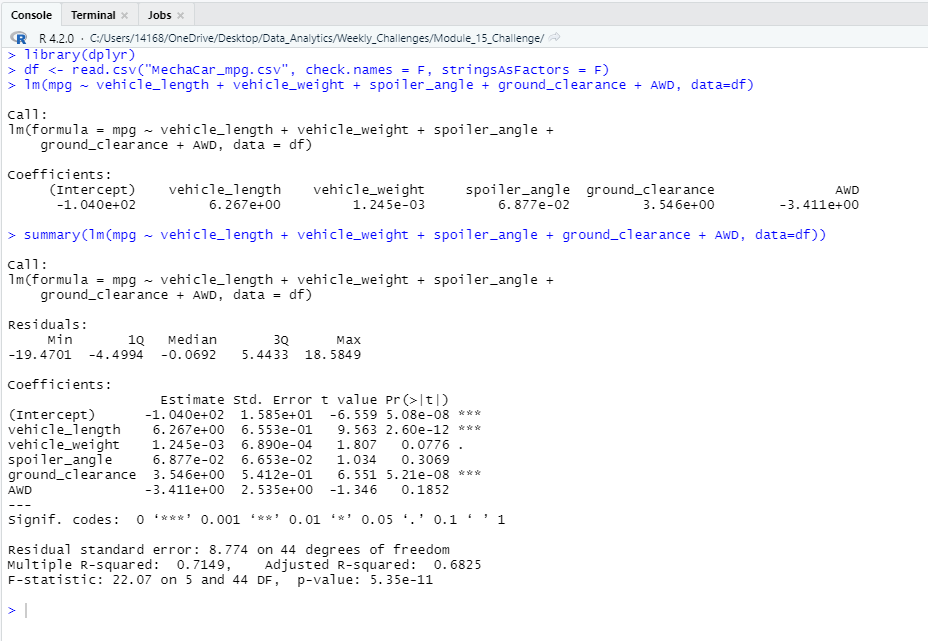 Console Terminal × Jobs ×
R R 4.2.0 · C:/Users/14168/OneDrive/Desktop/Data_Analytics/Weekly_Challenges/Module_15_Challenge/
> library(dplyr)
> df <- read.csv("MechaCar_mpg.csv", check.names = F, stringsAsFactors = F)
> lm(mpg ~ vehicle_length + vehicle_weight + spoiler_angle + ground_clearance + AWD, data=df)

Call:
lm(formula = mpg ~ vehicle_length + vehicle_weight + spoiler_angle +
    ground_clearance + AWD, data = df)

Coefficients:
     (Intercept)    vehicle_length    vehicle_weight     spoiler_angle  ground_clearance               AWD
      -1.040e+02         6.267e+00         1.245e-03         6.877e-02         3.546e+00        -3.411e+00

> summary(lm(mpg ~ vehicle_length + vehicle_weight + spoiler_angle + ground_clearance + AWD, data=df))

Call:
lm(formula = mpg ~ vehicle_length + vehicle_weight + spoiler_angle +
    ground_clearance + AWD, data = df)

Residuals:
     Min       1Q   Median       3Q      Max
-19.4701  -4.4994  -0.0692   5.4433  18.5849

Coefficients:
                   Estimate Std. Error t value Pr(>|t|)
(Intercept)      -1.040e+02  1.585e+01  -6.559 5.08e-08 ***
vehicle_length    6.267e+00  6.553e-01   9.563 2.60e-12 ***
vehicle_weight    1.245e-03  6.890e-04   1.807   0.0776 .
spoiler_angle     6.877e-02  6.653e-02   1.034   0.3069
ground_clearance  3.546e+00  5.412e-01   6.551 5.21e-08 ***
AWD              -3.411e+00  2.535e+00  -1.346   0.1852
---
Signif. codes:  0 ‘***’ 0.001 ‘**’ 0.01 ‘*’ 0.05 ‘.’ 0.1 ‘ ’ 1

Residual standard error: 8.774 on 44 degrees of freedom
Multiple R-squared:  0.7149,    Adjusted R-squared:  0.6825
F-statistic: 22.07 on 5 and 44 DF,  p-value: 5.35e-11

>